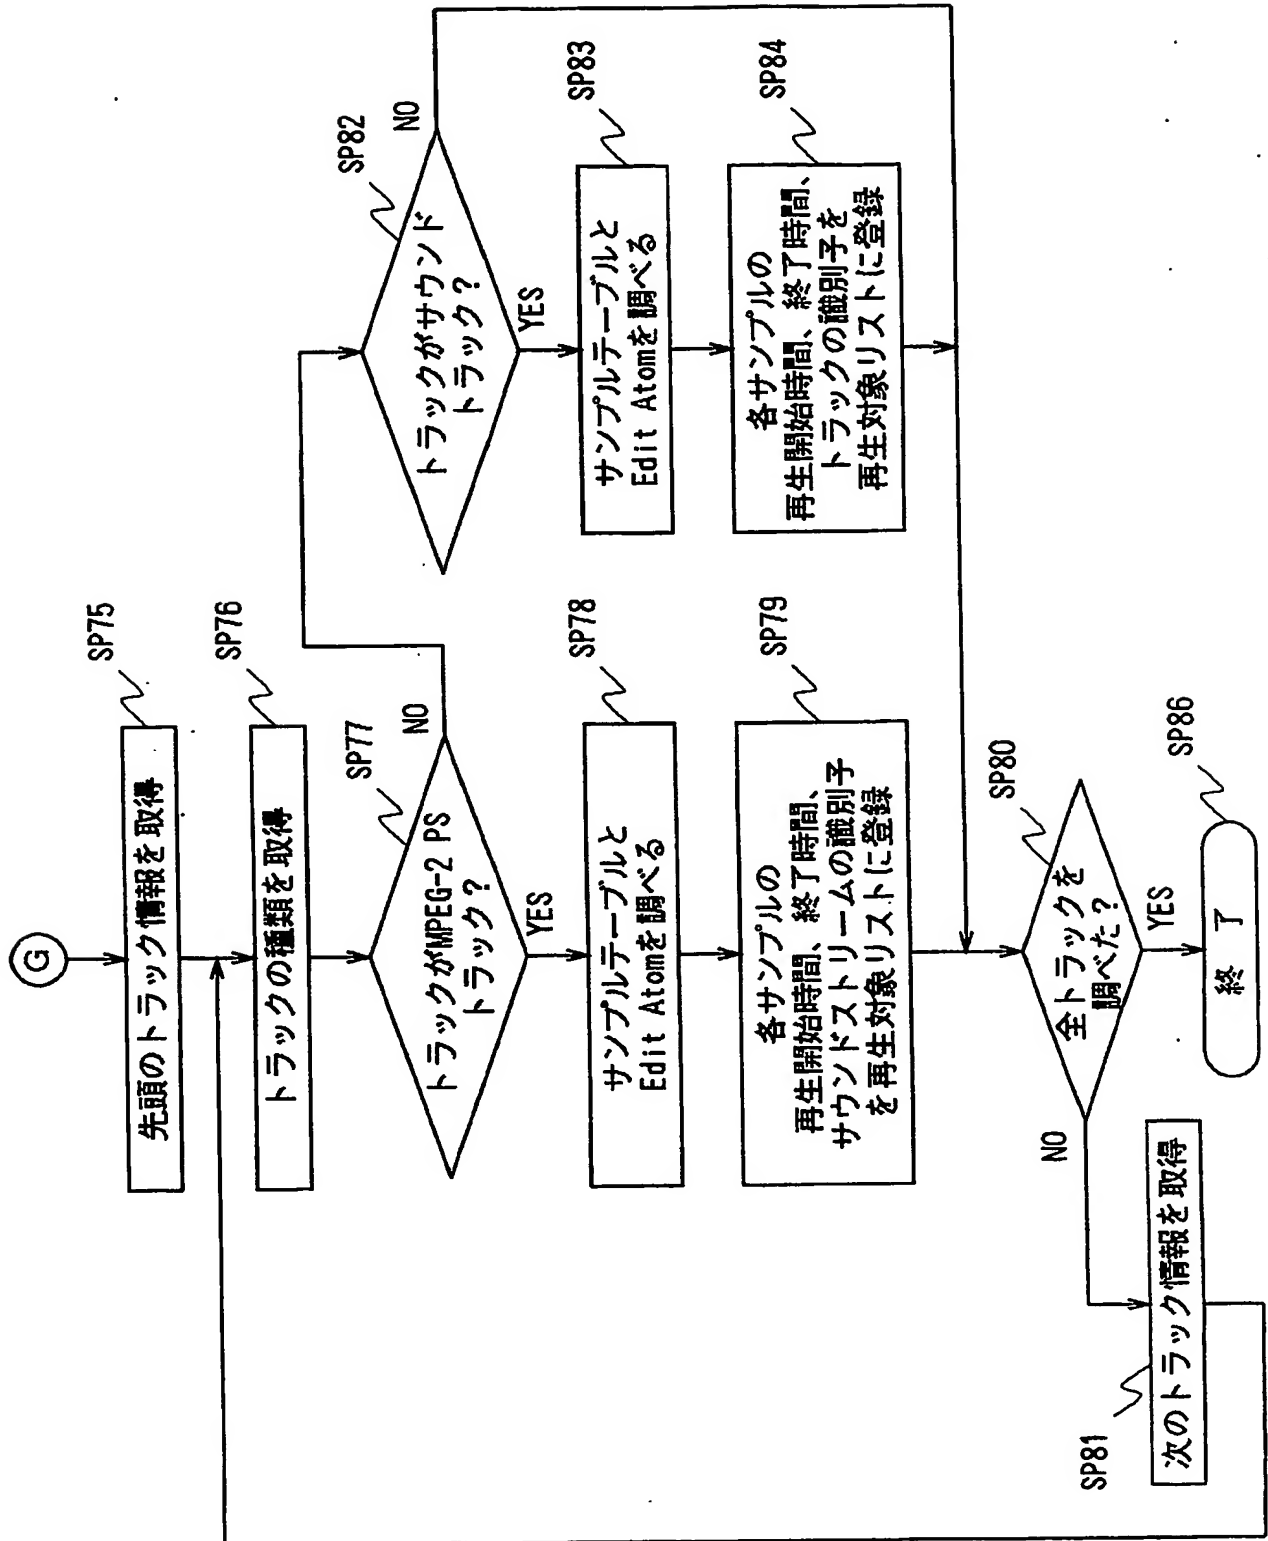 G
先頭のトラック情報を取得
SP75
トラックの種類を取得
SP76
トラックがMPEG-2 PS
トラック?
SP77
NO
YES
サンプルテーブルと
Edit Atomを調べる
SP78
各サンプルの
再生開始時間、終了時間、
サウンドストリームの識別子
を再生対象リストに登録
SP79
トラックがサウンド
トラック?
SP82
NO
YES
サンプルテーブルと
Edit Atomを調べる
SP83
各サンプルの
再生開始時間、終了時間、
トラックの識別子を
再生対象リストに登録
SP84
全トラックを
調べた?
SP80
NO
YES
次のトラック情報を取得
SP81
終 了
SP86